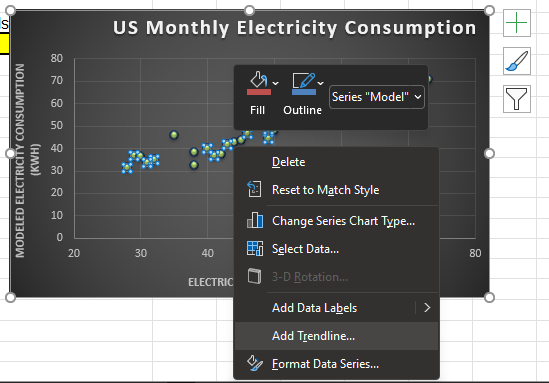 US Monthly Electricity Consumption
MODELED ELECTRICITY CONSUMPTION
(KWH)
80
70
60
50
40
30
20
10
0
20
30
40
80
ELECTRIC
Fill
Outline
Series "Model"
Delete
Reset to Match Style
Change Series Chart Type...
Select Data...
3-D Rotation...
Add Data Labels
Add Trendline...
Format Data Series...